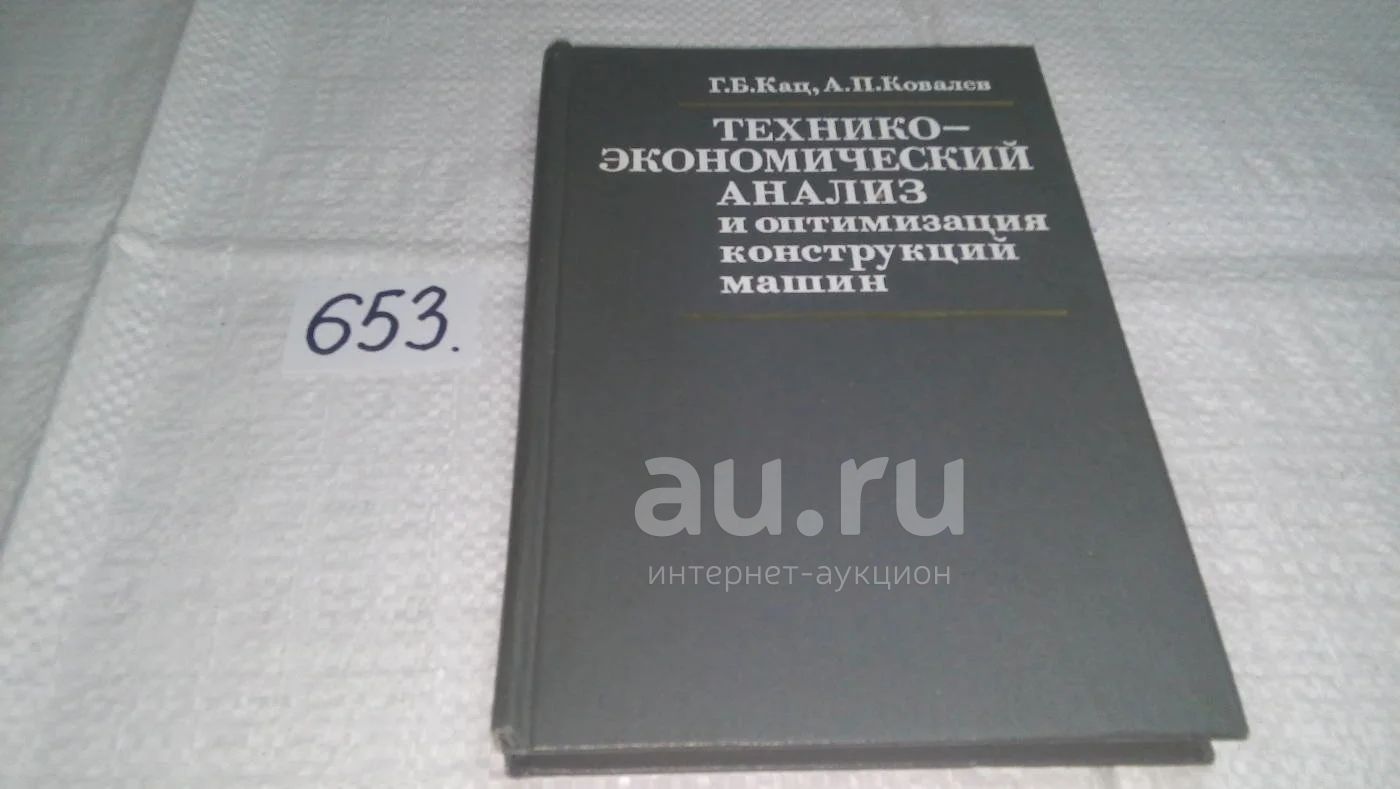 Г.Б.Кац, А.П.Ковалев
ТЕХНИКО–
ЭКОНОМИЧЕСКИЙ
АНАЛИЗ
и оптимизация
конструкций
машин
653.
au.ru
интернет-аукцион